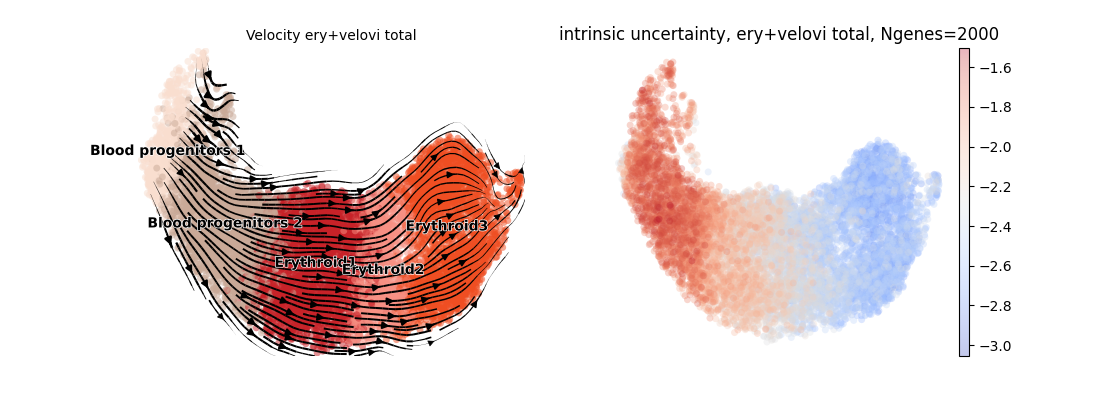 Velocity ery+velovi total
Blood progenitors 1
Blood progenitors 2
Erythroid3
Erythroid1
Erythroid2
intrinsic uncertainty, ery+velovi total, Ngenes=2000
−1.6
−1.8
−2.0
−2.2
−2.4
−2.6
−2.8
−3.0